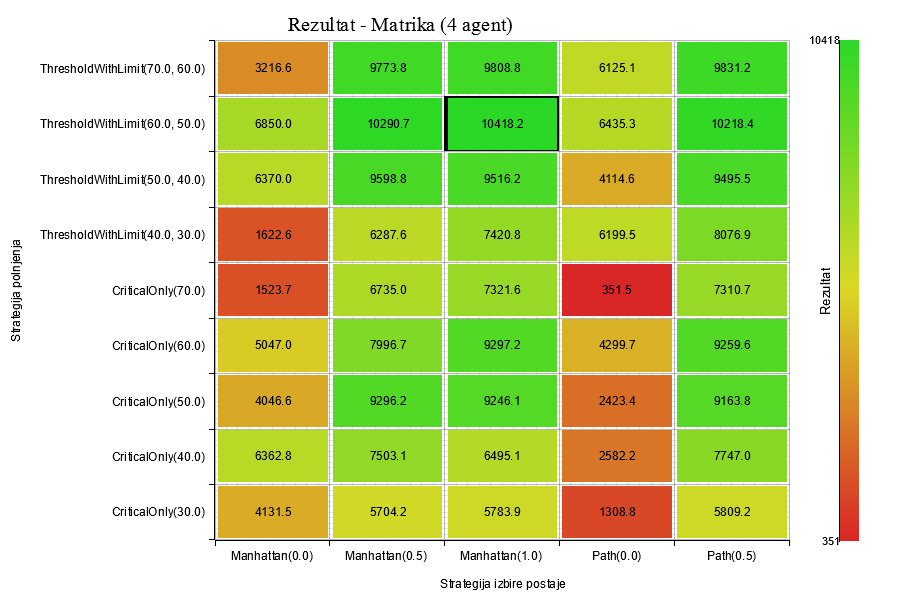 Rezultat - Matrika (4 agent)
10418
ThresholdWithLimit(70.0, 60.0) 3216.6 9773.8 9808.8 6125.1 9831.2
ThresholdWithLimit(60.0, 50.0) 6850.0 10290.7 10418.2 6435.3 10218.4
ThresholdWithLimit(50.0, 40.0) 6370.0 9598.8 9516.2 4114.6 9495.5
ThresholdWithLimit(40.0, 30.0) 1622.6 6287.6 7420.8 6199.5 8076.9
Strategija polnjenja
CriticalOnly(70.0) 1523.7 6735.0 7321.6 351.5 7310.7
Rezultat
CriticalOnly(60.0) 5047.0 7996.7 9297.2 4299.7 9259.6
CriticalOnly(50.0) 4046.6 9296.2 9246.1 2423.4 9163.8
CriticalOnly(40.0) 6362.8 7503.1 6495.1 2582.2 7747.0
CriticalOnly(30.0) 4131.5 5704.2 5783.9 1308.8 5809.2
351
Manhattan(0.0) Manhattan(0.5) Manhattan(1.0) Path(0.0) Path(0.5)
Strategija izbire postaje